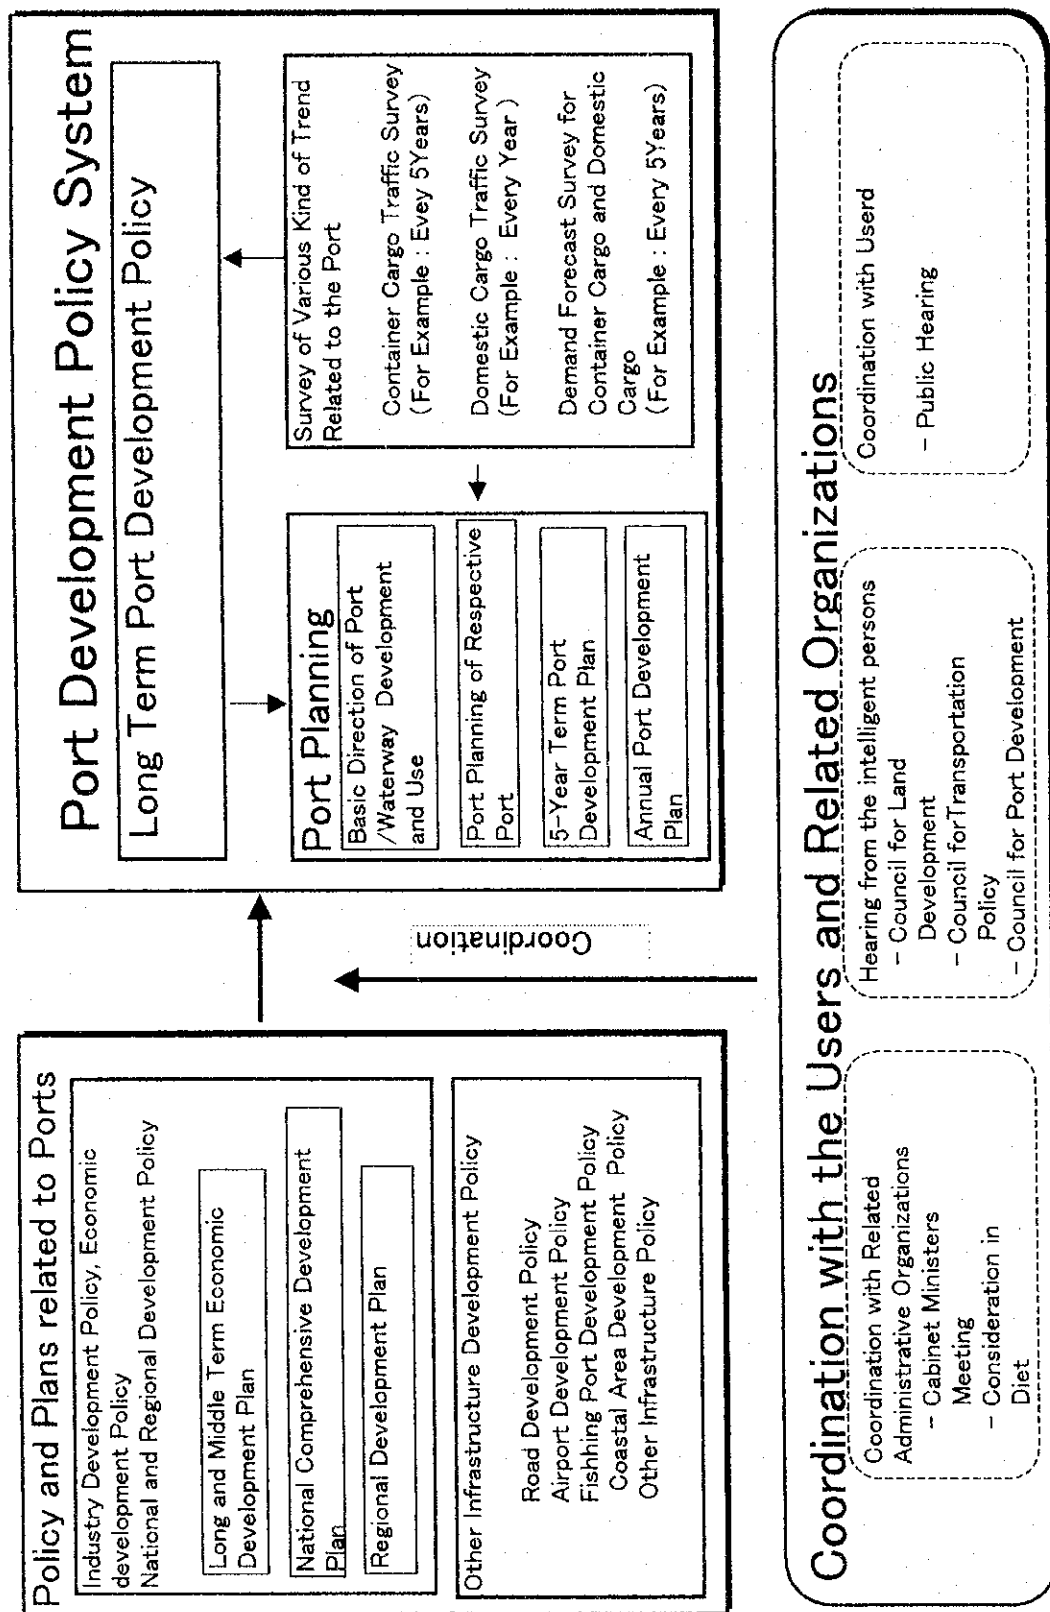 Policy and Plans related to Ports
Industry Development Policy, Economic
development Policy
National and Regional Development Policy
Long and Middle Term Economic
Development Plan
National Comprehensive Development
Plan
Regional Development Plan
Other Infrastructure Development Policy
Road Development Policy
Airport Development Policy
Fishhing Port Development Policy
Coastal Area Development Policy
Other Infrastructure Policy
Port Development Policy System
Long Term Port Development Policy
Port Planning
Basic Direction of Port
/Waterway Development
and Use
Port Planning of Respective
Port
5-Year Term Port
Development Plan
Annual Port Development
Plan
Survey of Various Kind of Trend
Related to the Port
Container Cargo Traffic Survey
(For Example : Evey 5Years)
Domestic Cargo Traffic Survey
(For Example : Every Year )
Demand Forecast Survey for
Container Cargo and Domestic
Cargo
(For Example : Every 5Years)
Coordination
Coordination with the Users and Related Organizations
Coordination with Related
Administrative Organizations
- Cabinet Ministers
Meeting
- Consideration in
Diet
Hearing from the intelligent persons
- Council for Land
Development
- Council forTransportation
Policy
- Council for Port Development
Coordination with Userd
- Public Hearing